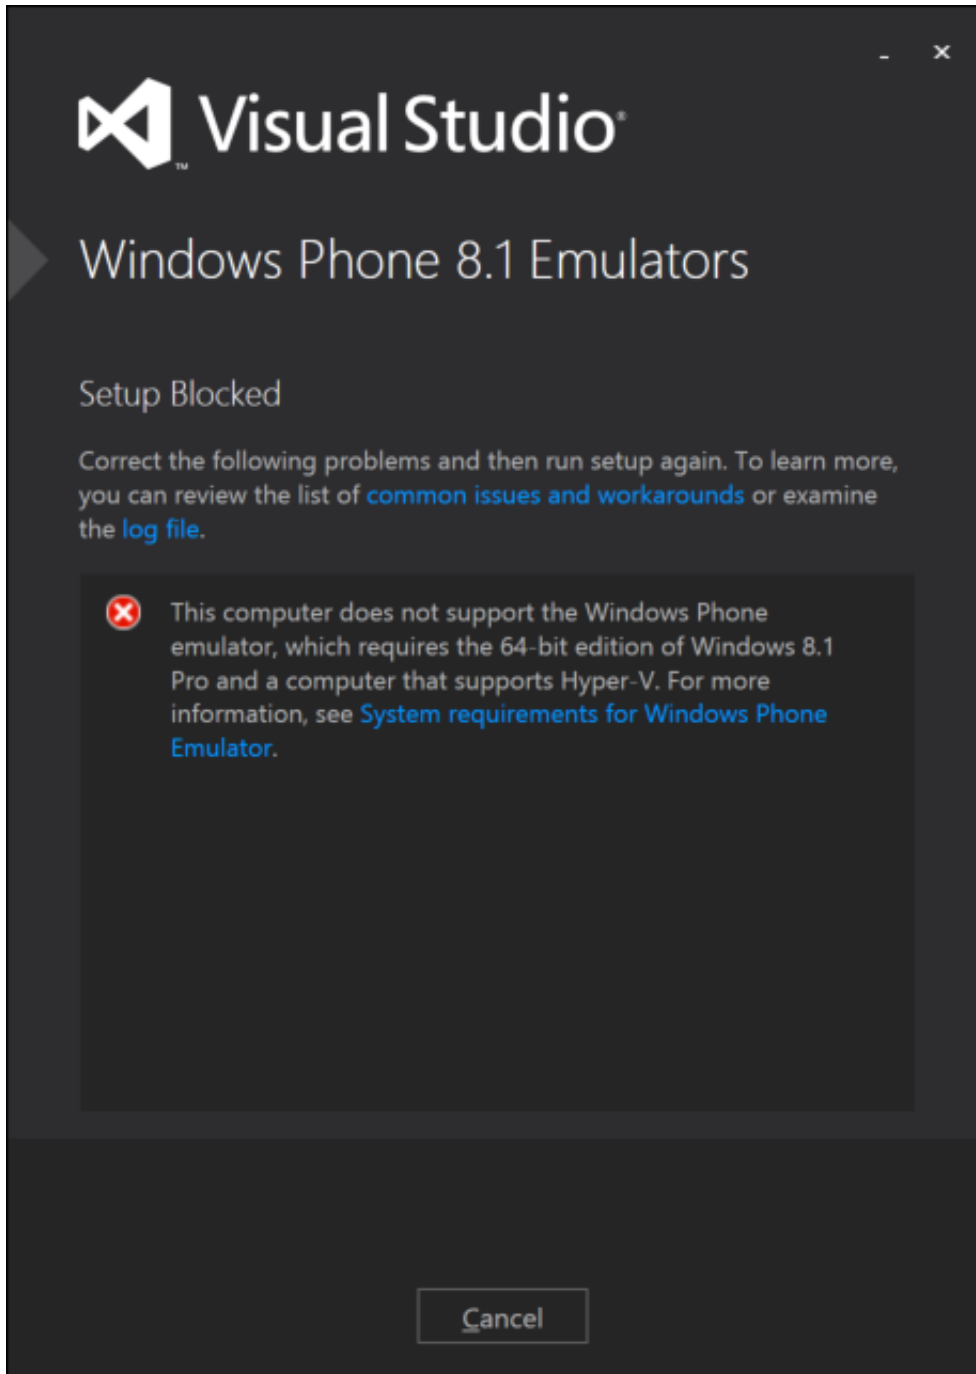 Visual Studio®
™
Windows Phone 8.1 Emulators
Setup Blocked
Correct the following problems and then run setup again. To learn more,
you can review the list of common issues and workarounds or examine
the log file.
This computer does not support the Windows Phone
emulator, which requires the 64-bit edition of Windows 8.1
Pro and a computer that supports Hyper-V. For more
information, see System requirements for Windows Phone
Emulator.
Cancel